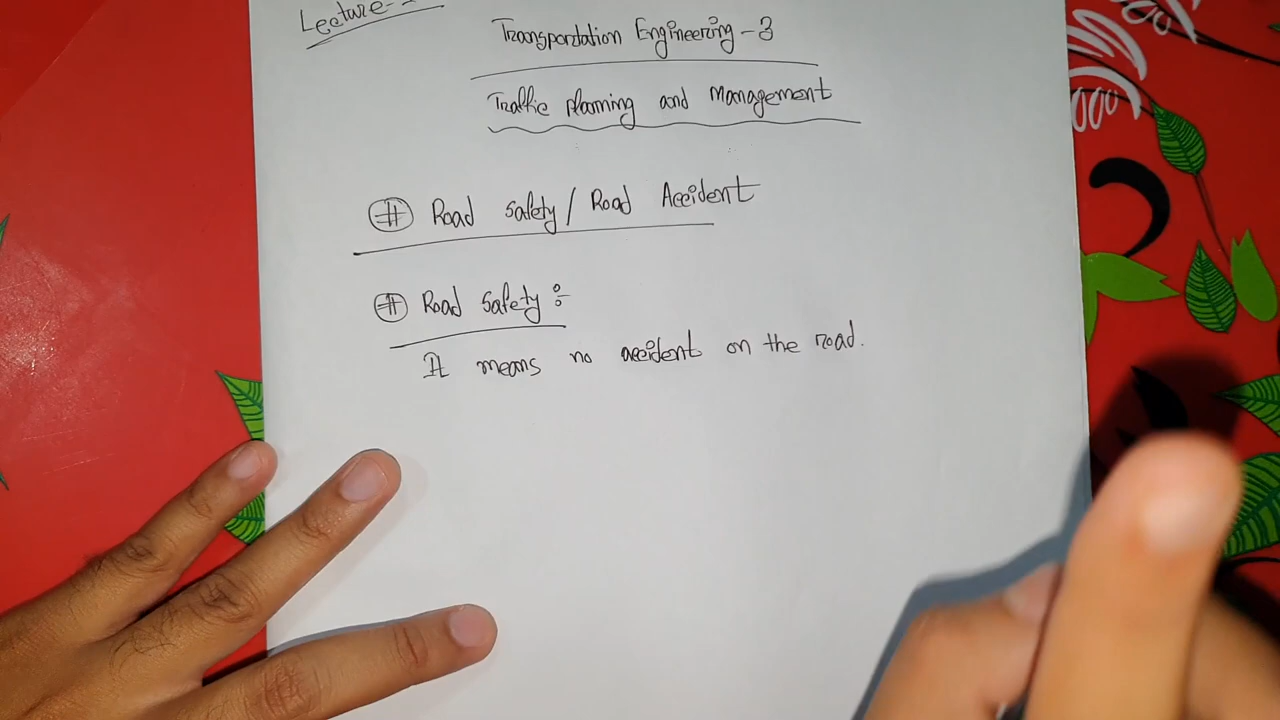 Lecture-
Transportation Engineering - 3
Traffic planning and Management
# Road Safety / Road Accident
# Road Safety :-
It means no accident on the road.